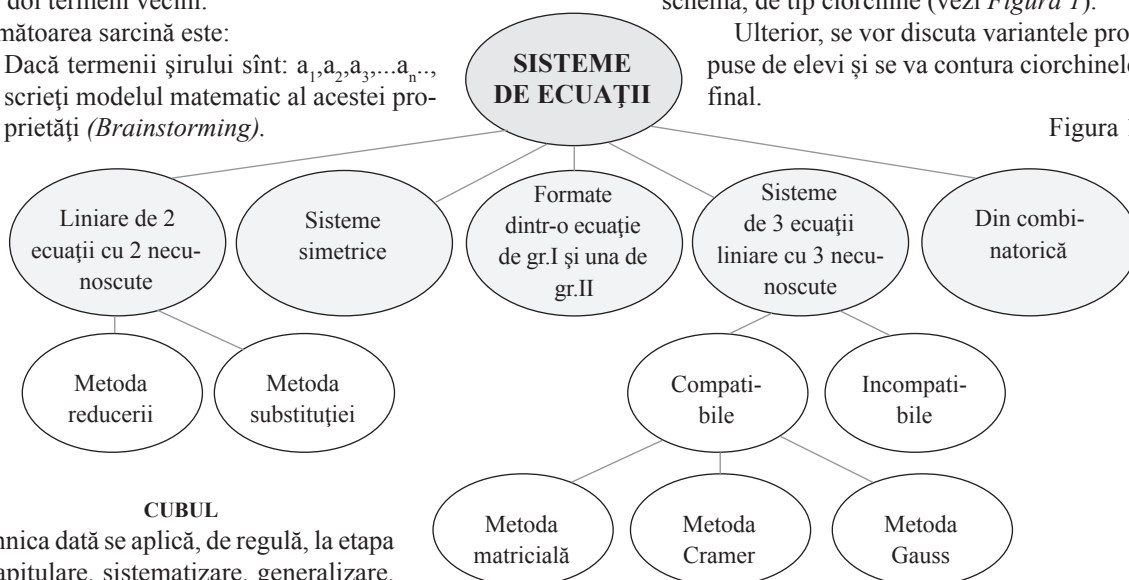 doi termeni vecini.
mătoarea sarcină este:
Dacă termenii şirului sînt: a1,a2,a3,...an..,
scrieţi modelul matematic al acestei pro-
prietăţi (Brainstorming).
schemă, de tip ciorchine (vezi Figura 1).
Ulterior, se vor discuta variantele pro
puse de elevi și se va contura ciorchinele
final.
Figura 1
SISTEME
DE ECUAŢII
Liniare de 2
ecuaţii cu 2 necu-
noscute
Sisteme
simetrice
Formate
dintr-o ecuaţie
de gr.I şi una de
gr.II
Sisteme
de 3 ecuaţii
liniare cu 3 necu-
noscute
Din combi-
natorică
Metoda
reducerii
Metoda
substituţiei
Compati-
bile
Incompati-
bile
Metoda
matricială
Metoda
Cramer
Metoda
Gauss
CUBUL
hnica dată se aplică, de regulă, la etapa
apitulare, sistematizare, generalizare,